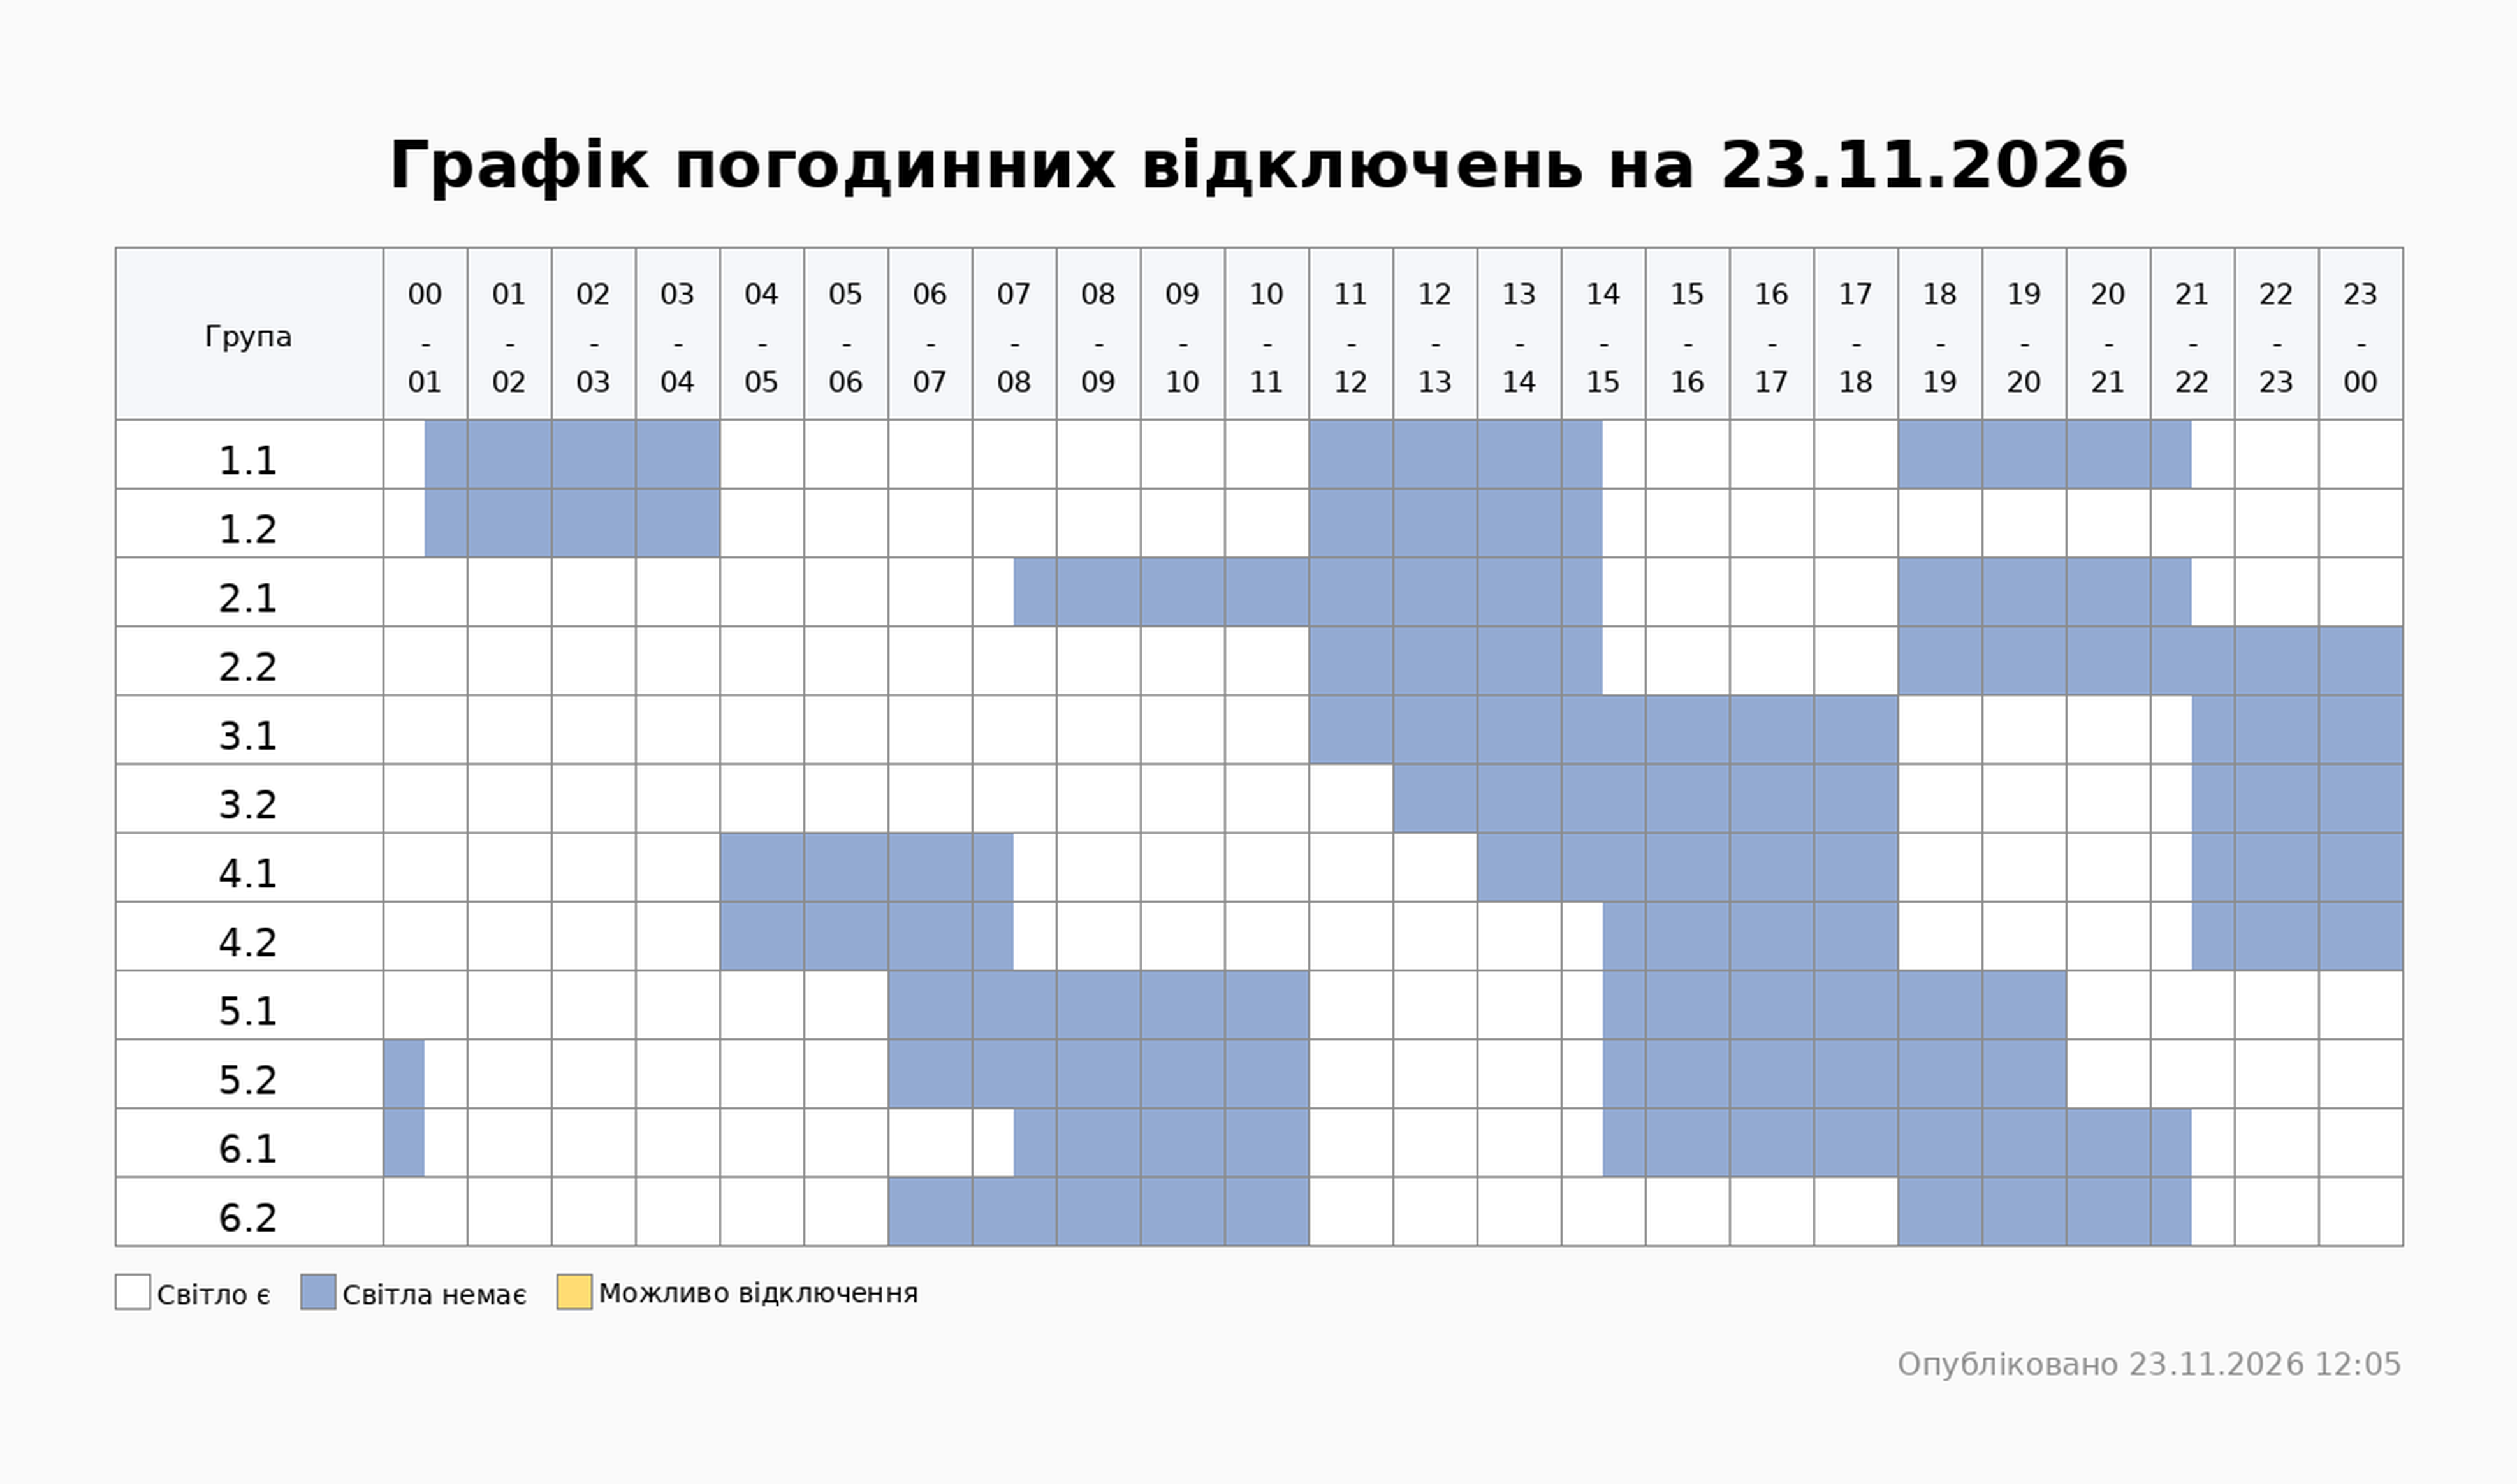 Графік погодинних відключень на 23.11.2026
Група
00 - 01
01 - 02
02 - 03
03 - 04
04 - 05
05 - 06
06 - 07
07 - 08
08 - 09
09 - 10
10 - 11
11 - 12
12 - 13
13 - 14
14 - 15
15 - 16
16 - 17
17 - 18
18 - 19
19 - 20
20 - 21
21 - 22
22 - 23
23 - 00
1.1
1.2
2.1
2.2
3.1
3.2
4.1
4.2
5.1
5.2
6.1
6.2
Світло є
Світла немає
Можливо відключення
Опубліковано 23.11.2026 12:05